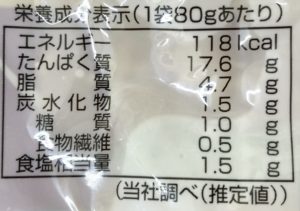 栄養成分表示(1袋80gあたり)
エネルギー 118kcal
たんぱく質 17.6 g
脂質 4.7 g
炭水化物 1.5 g
糖質 1.0 g
食物繊維 0.5 g
食塩相当量 1.5 g
(当社調べ(推定値))